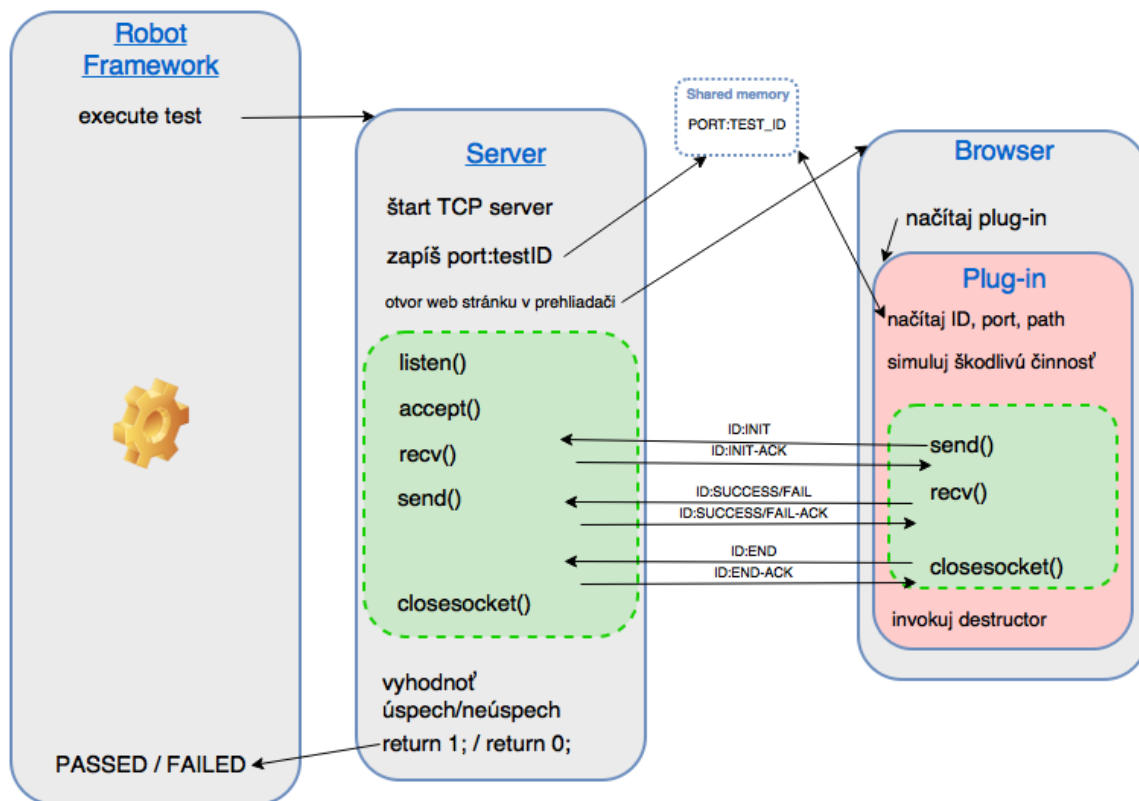 Robot
Framework
execute test
PASSED / FAILED
Server
štart TCP server
zapíš port:testID
otvor web stránku v prehliadači
listen()
accept()
recv()
send()
closesocket()
vyhodnoť
úspech/neúspech
return 1; / return 0;
Shared memory
PORT:TEST_ID
ID:INIT
ID:INIT-ACK
ID:SUCCESS/FAIL
ID:SUCCESS/FAIL-ACK
ID:END
ID:END-ACK
Browser
načítaj plug-in
Plug-in
načítaj ID, port, path
simuluj škodlivú činnosť
send()
recv()
closesocket()
invokuj destructor